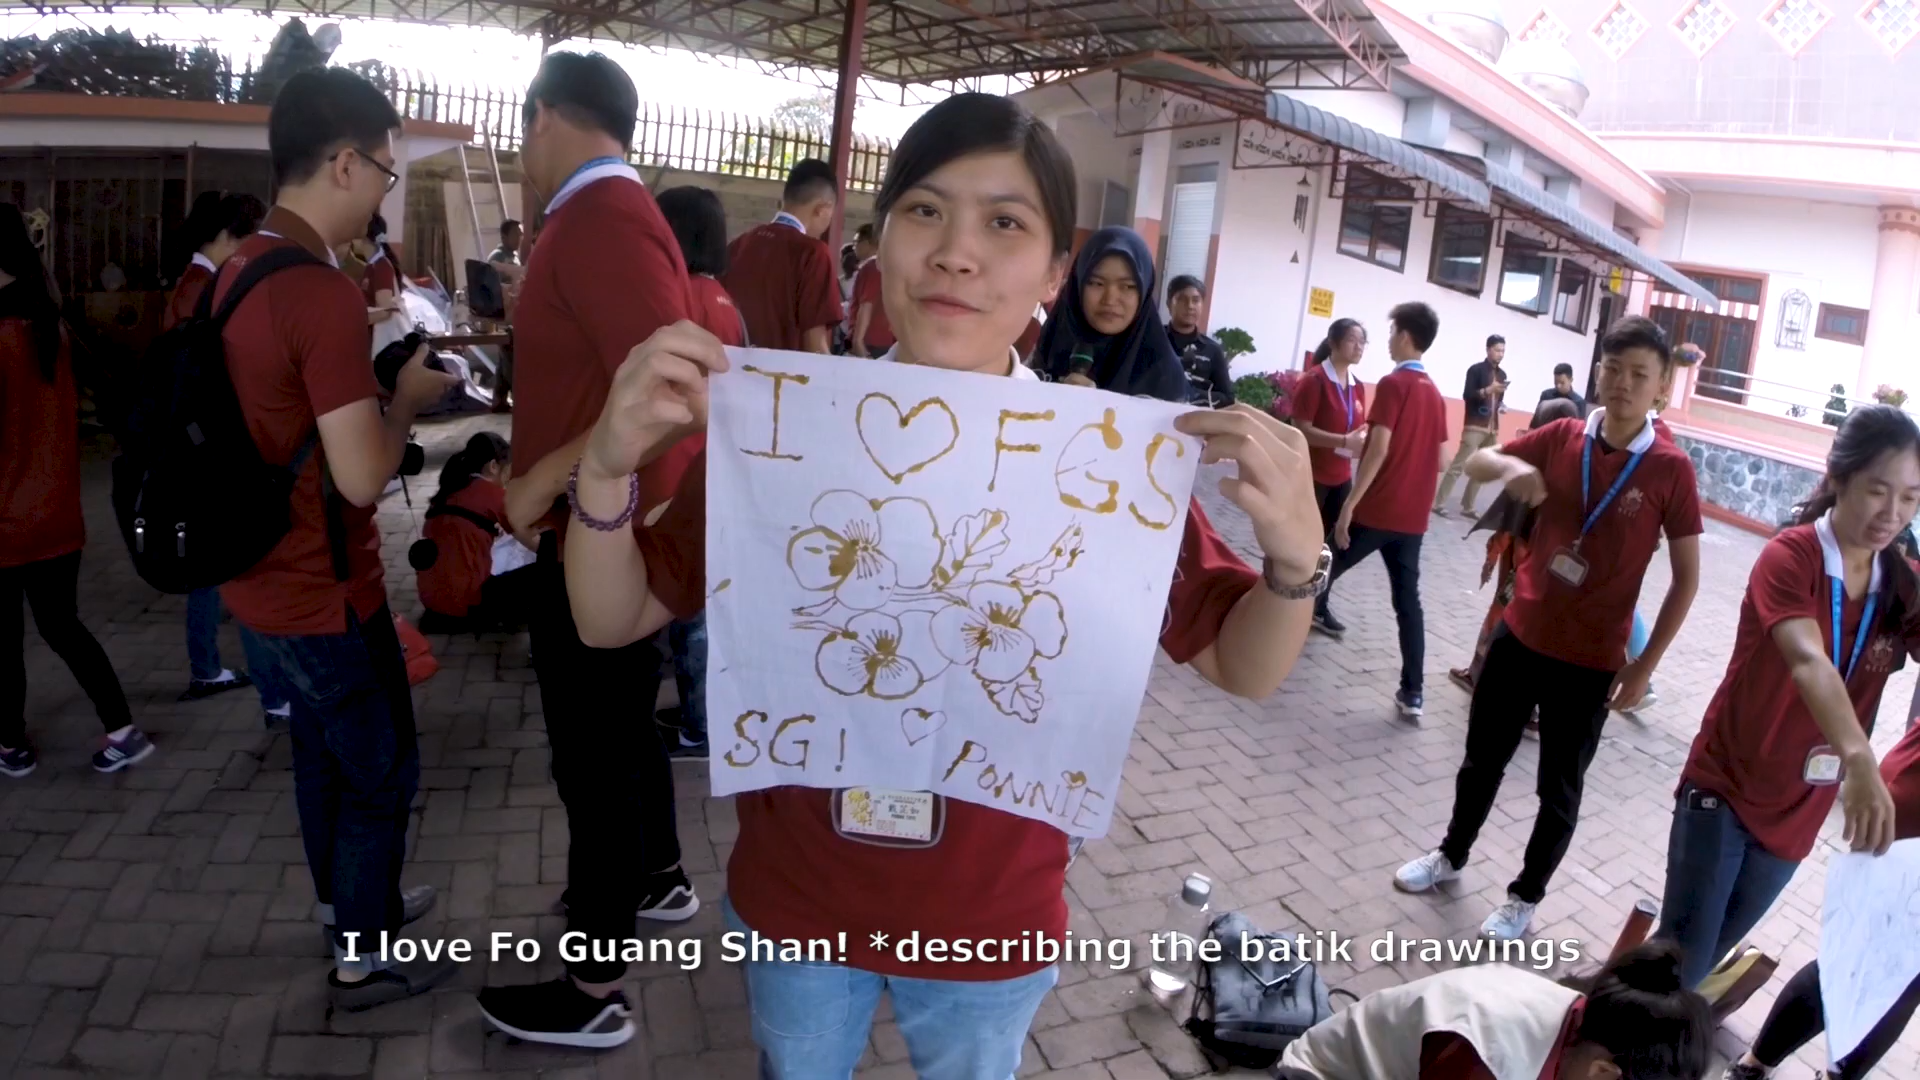 I ♡ FGS
SG! ♡ PONNIE
I love Fo Guang Shan! *describing the batik drawings